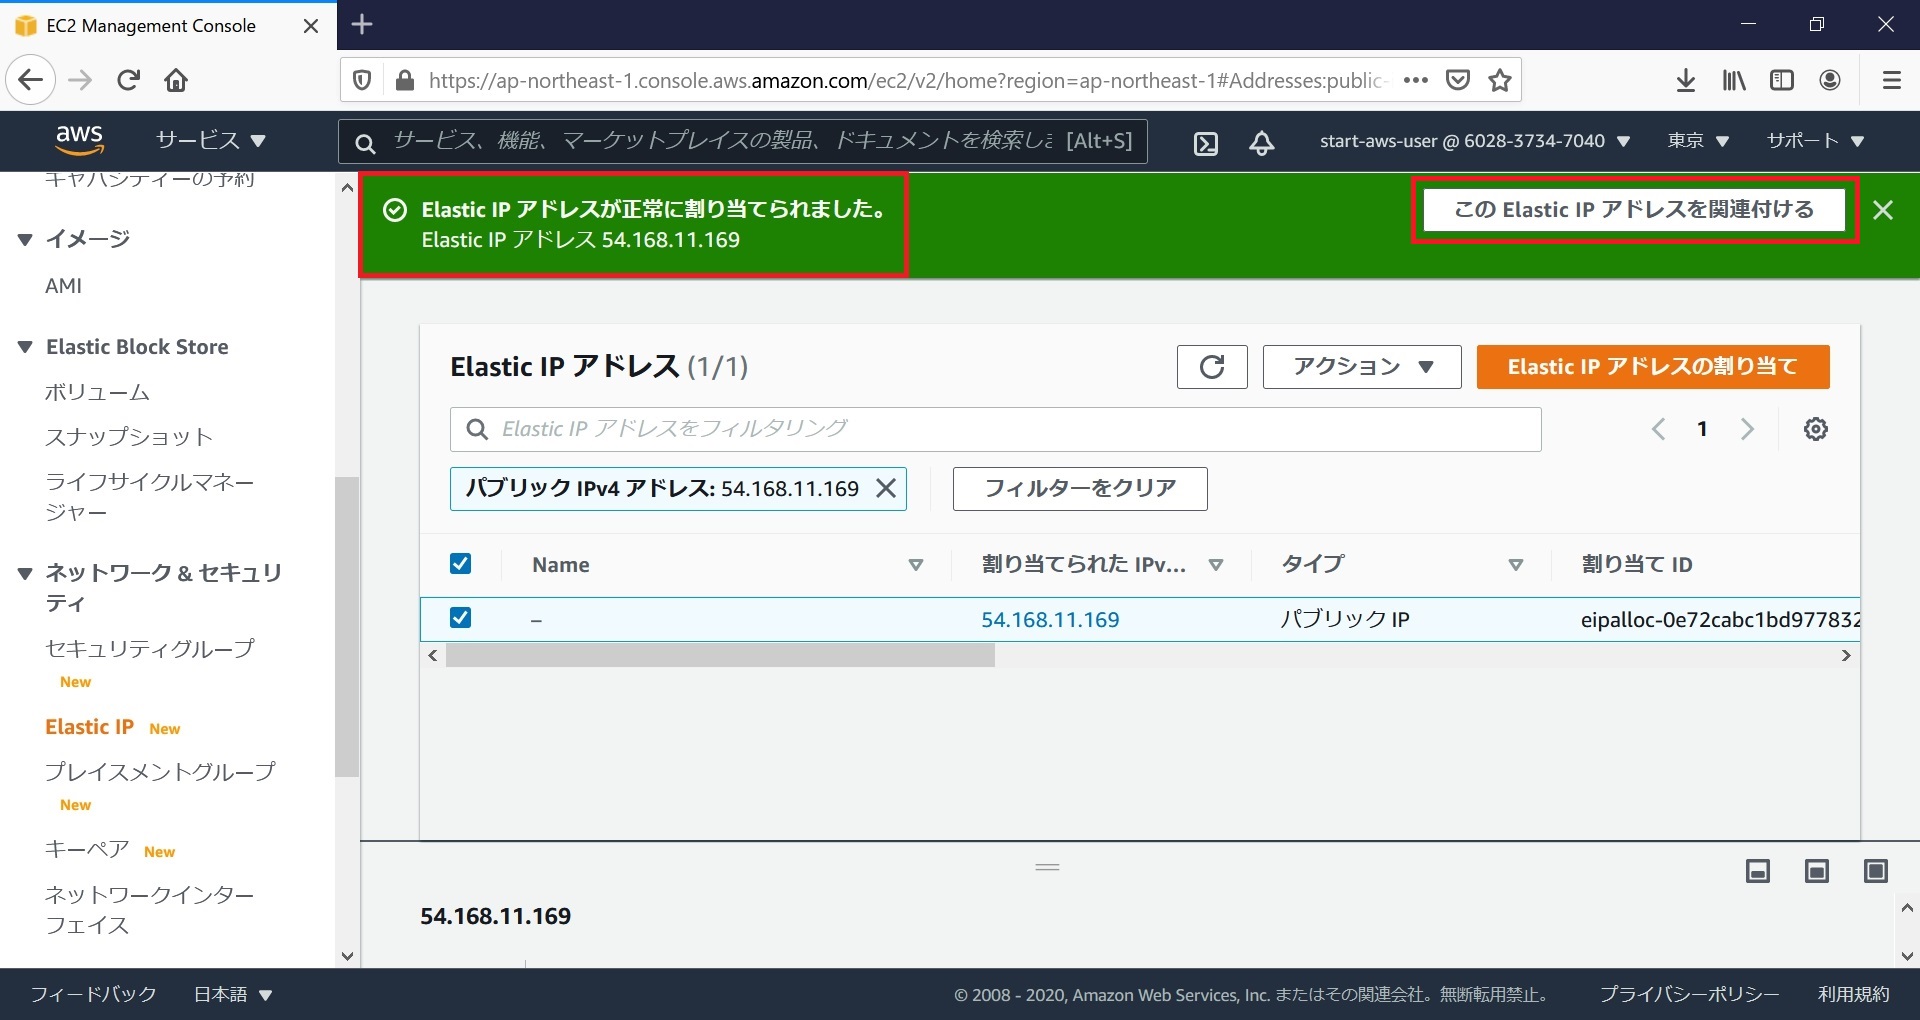 EC2 Management Console
https://ap-northeast-1.console.aws.amazon.com/ec2/v2/home?region=ap-northeast-1#Addresses:public-
aws
サービス
サービス、機能、マーケットプレイスの製品、ドキュメントを検索しま [Alt+S]
start-aws-user @ 6028-3734-7040
東京
サポート
キャパシティーの予約
イメージ
AMI
Elastic Block Store
ボリューム
スナップショット
ライフサイクルマネー
ジャー
ネットワーク & セキュリ
ティ
セキュリティグループ
New
Elastic IP New
プレイスメントグループ
New
キーペア New
ネットワークインター
フェイス
Elastic IP アドレスが正常に割り当てられました。
Elastic IP アドレス 54.168.11.169
この Elastic IP アドレスを関連付ける
Elastic IP アドレス (1/1)
アクション
Elastic IP アドレスの割り当て
Elastic IP アドレスをフィルタリング
1
パブリック IPv4 アドレス: 54.168.11.169
フィルターをクリア
Name
割り当てられた IPv...
タイプ
割り当て ID
–
54.168.11.169
パブリック IP
eipalloc-0e72cabc1bd977832
54.168.11.169
フィードバック
日本語
© 2008 - 2020, Amazon Web Services, Inc. またはその関連会社。無断転用禁止。
プライバシーポリシー
利用規約